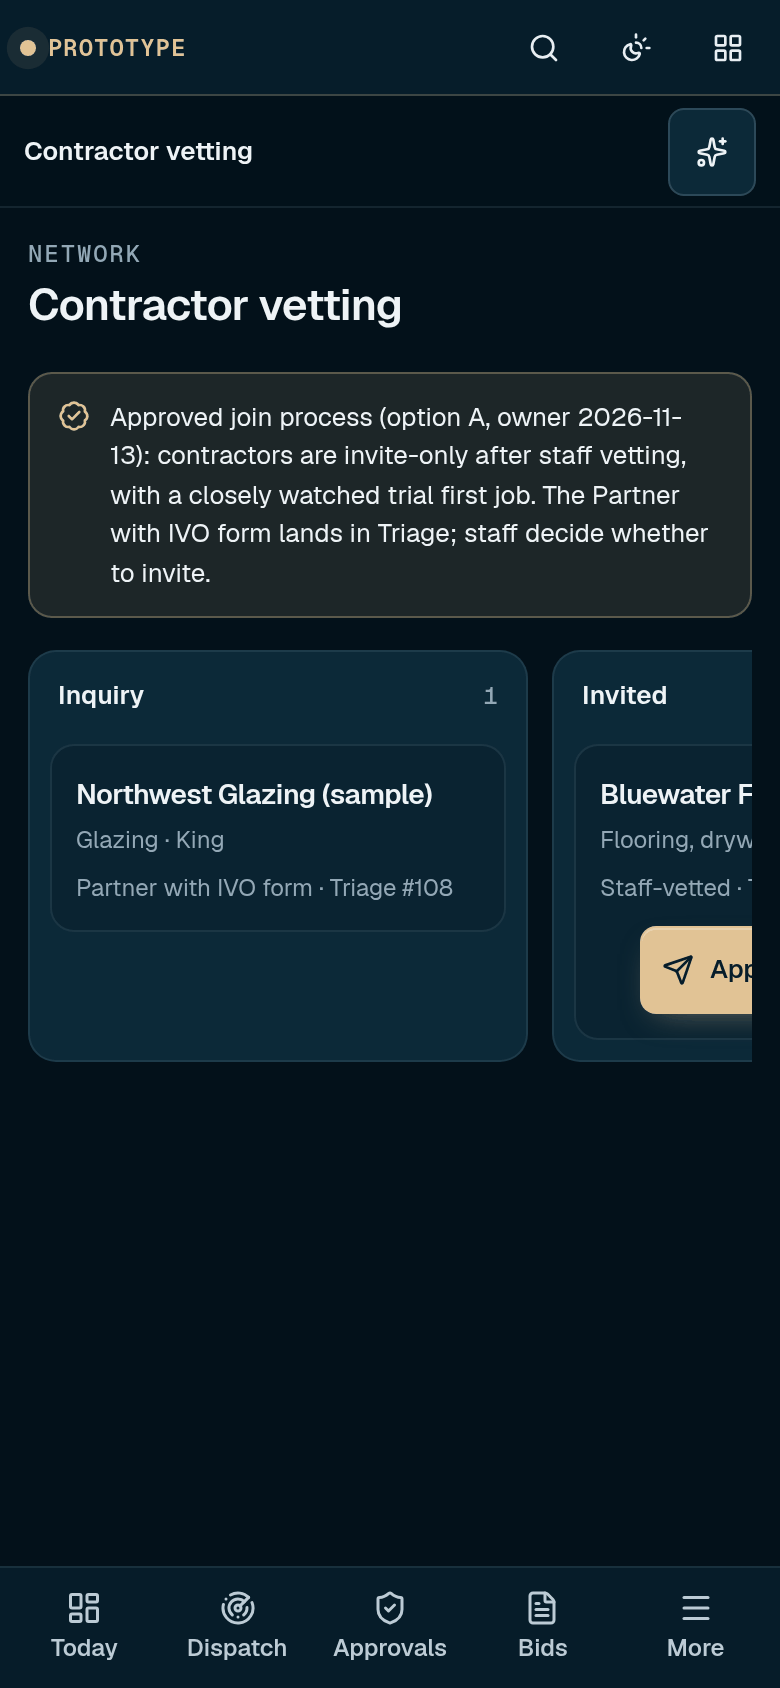 PROTOTYPE
Contractor vetting
NETWORK
Contractor vetting
Approved join process (option A, owner 2026-11-
13): contractors are invite-only after staff vetting,
with a closely watched trial first job. The Partner
with IVO form lands in Triage; staff decide whether
to invite.
Inquiry 1
Northwest Glazing (sample)
Glazing · King
Partner with IVO form · Triage #108
Invited
Bluewater F
Flooring, dryw
Staff-vetted ·
App
Today
Dispatch
Approvals
Bids
More